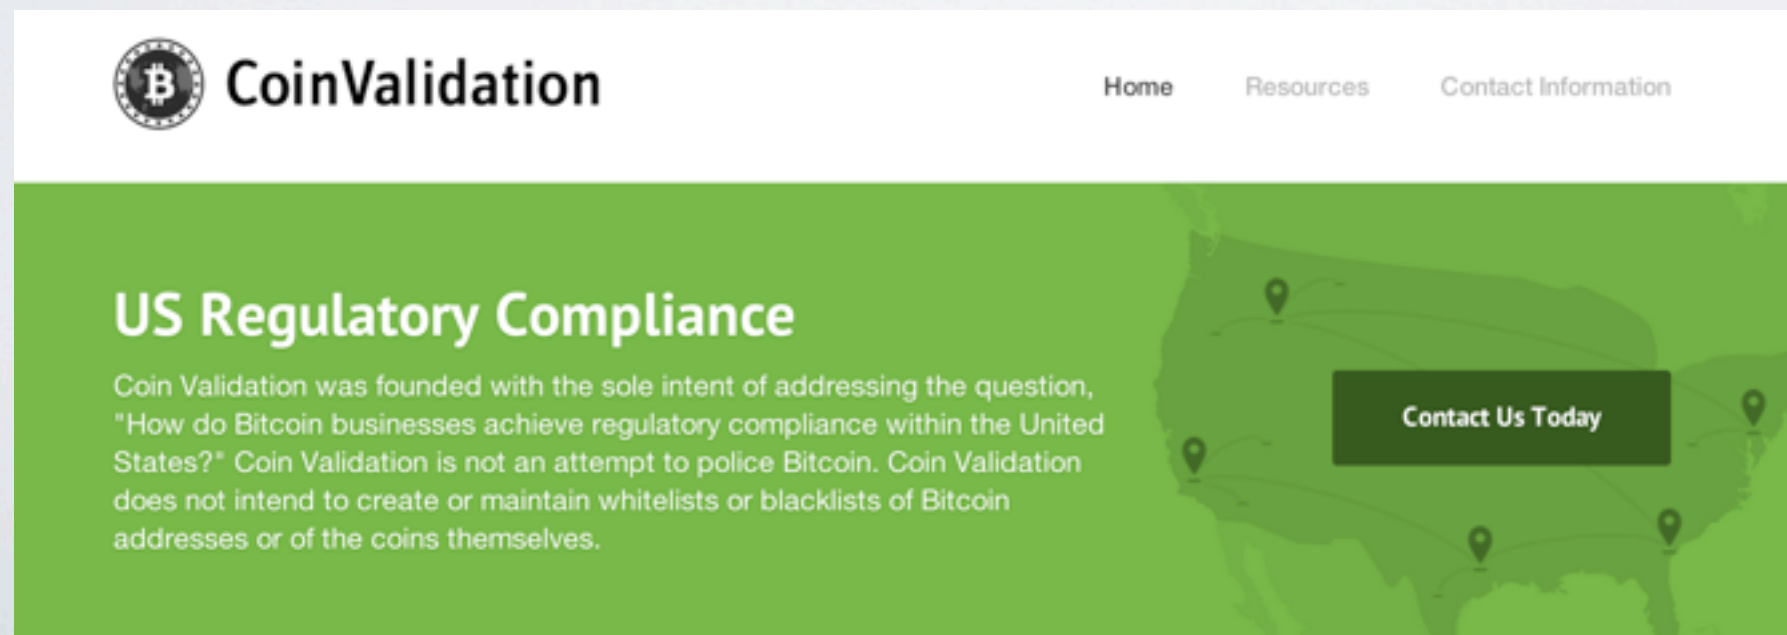 CoinValidation
Home
Resources
Contact Information
US Regulatory Compliance
Coin Validation was founded with the sole intent of addressing the question,
"How do Bitcoin businesses achieve regulatory compliance within the United
States?" Coin Validation is not an attempt to police Bitcoin. Coin Validation
does not intend to create or maintain whitelists or blacklists of Bitcoin
addresses or of the coins themselves.
Contact Us Today